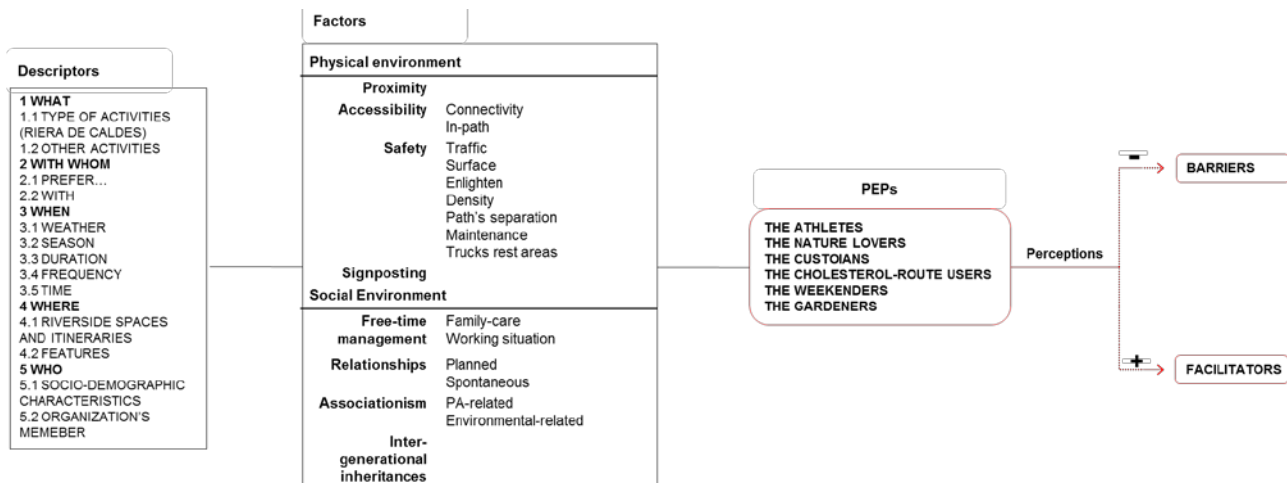 Descriptors
1 WHAT
1.1 TYPE OF ACTIVITIES
(RIERA DE CALDES)
1.2 OTHER ACTIVITIES
2 WITH WHOM
2.1 PREFER…
2.2 WITH
3 WHEN
3.1 WEATHER
3.2 SEASON
3.3 DURATION
3.4 FREQUENCY
3.5 TIME
4 WHERE
4.1 RIVERSIDE SPACES
AND ITINERARIES
4.2 FEATURES
5 WHO
5.1 SOCIO-DEMOGRAPHIC
CHARACTERISTICS
5.2 ORGANIZATION'S
MEMEBER
Factors
Physical environment
Proximity
Accessibility Connectivity
In-path
Safety Traffic
Surface
Enlighten
Density
Path's separation
Maintenance
Trucks rest areas
Signposting
Social Environment
Free-time Family-care
management Working situation
Relationships Planned
Spontaneous
Associationism PA-related
Environmental-related
Inter-
generational
inheritances
PEPs
THE ATHLETES
THE NATURE LOVERS
THE CUSTOIANS
THE CHOLESTEROL-ROUTE USERS
THE WEEKENDERS
THE GARDENERS
Perceptions
-
BARRIERS
+
FACILITATORS